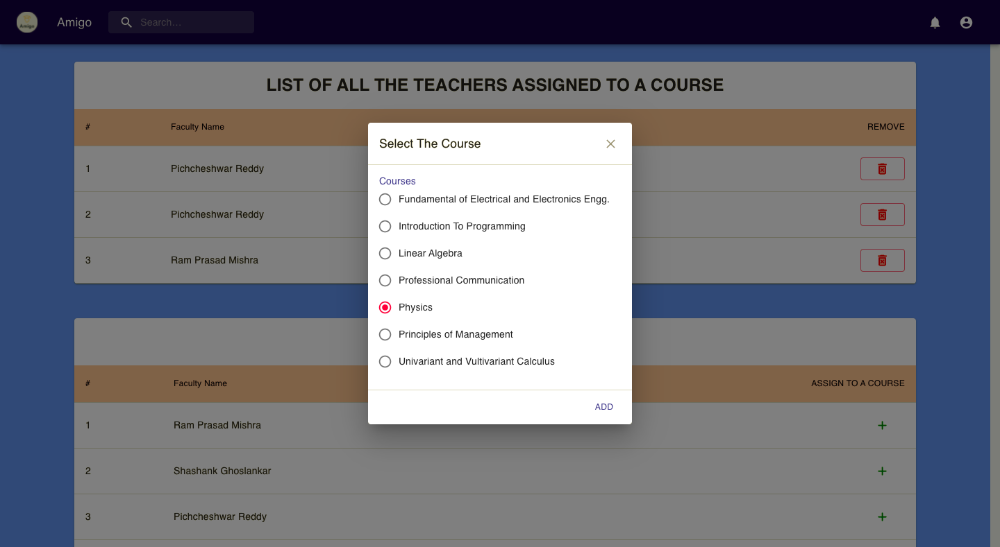 Amigo
Amigo
Search...
LIST OF ALL THE TEACHERS ASSIGNED TO A COURSE
# Faculty Name REMOVE
1 Pichcheshwar Reddy
2 Pichcheshwar Reddy
3 Ram Prasad Mishra
Select The Course
Courses
Fundamental of Electrical and Electronics Engg.
Introduction To Programming
Linear Algebra
Professional Communication
Physics
Principles of Management
Univariant and Vultivariant Calculus
ADD
# Faculty Name ASSIGN TO A COURSE
1 Ram Prasad Mishra
2 Shashank Ghoslankar
3 Pichcheshwar Reddy